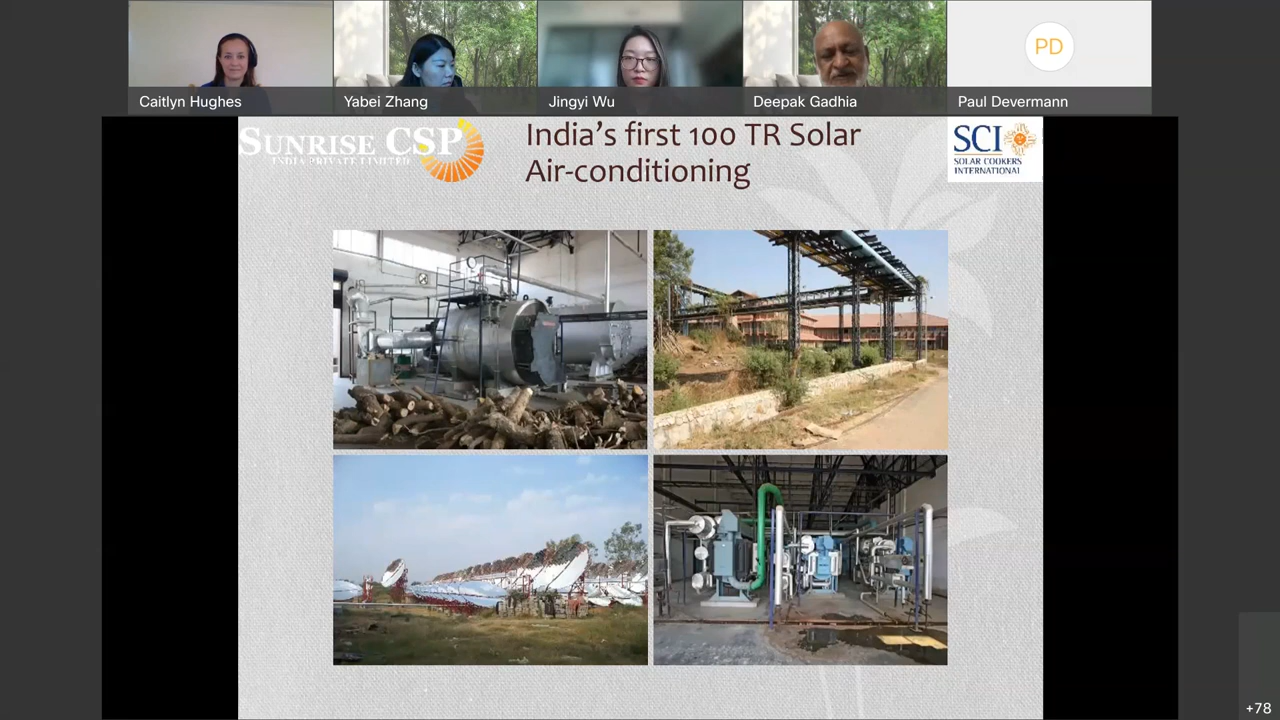 PD
Caitlyn Hughes
Yabei Zhang
Jingyi Wu
Deepak Gadhia
Paul Devermann
SUNRISE CSP
INDIA PRIVATE LIMITED
India's first 100 TR Solar
Air-conditioning
SCI
SOLAR COOKERS
INTERNATIONAL
+78